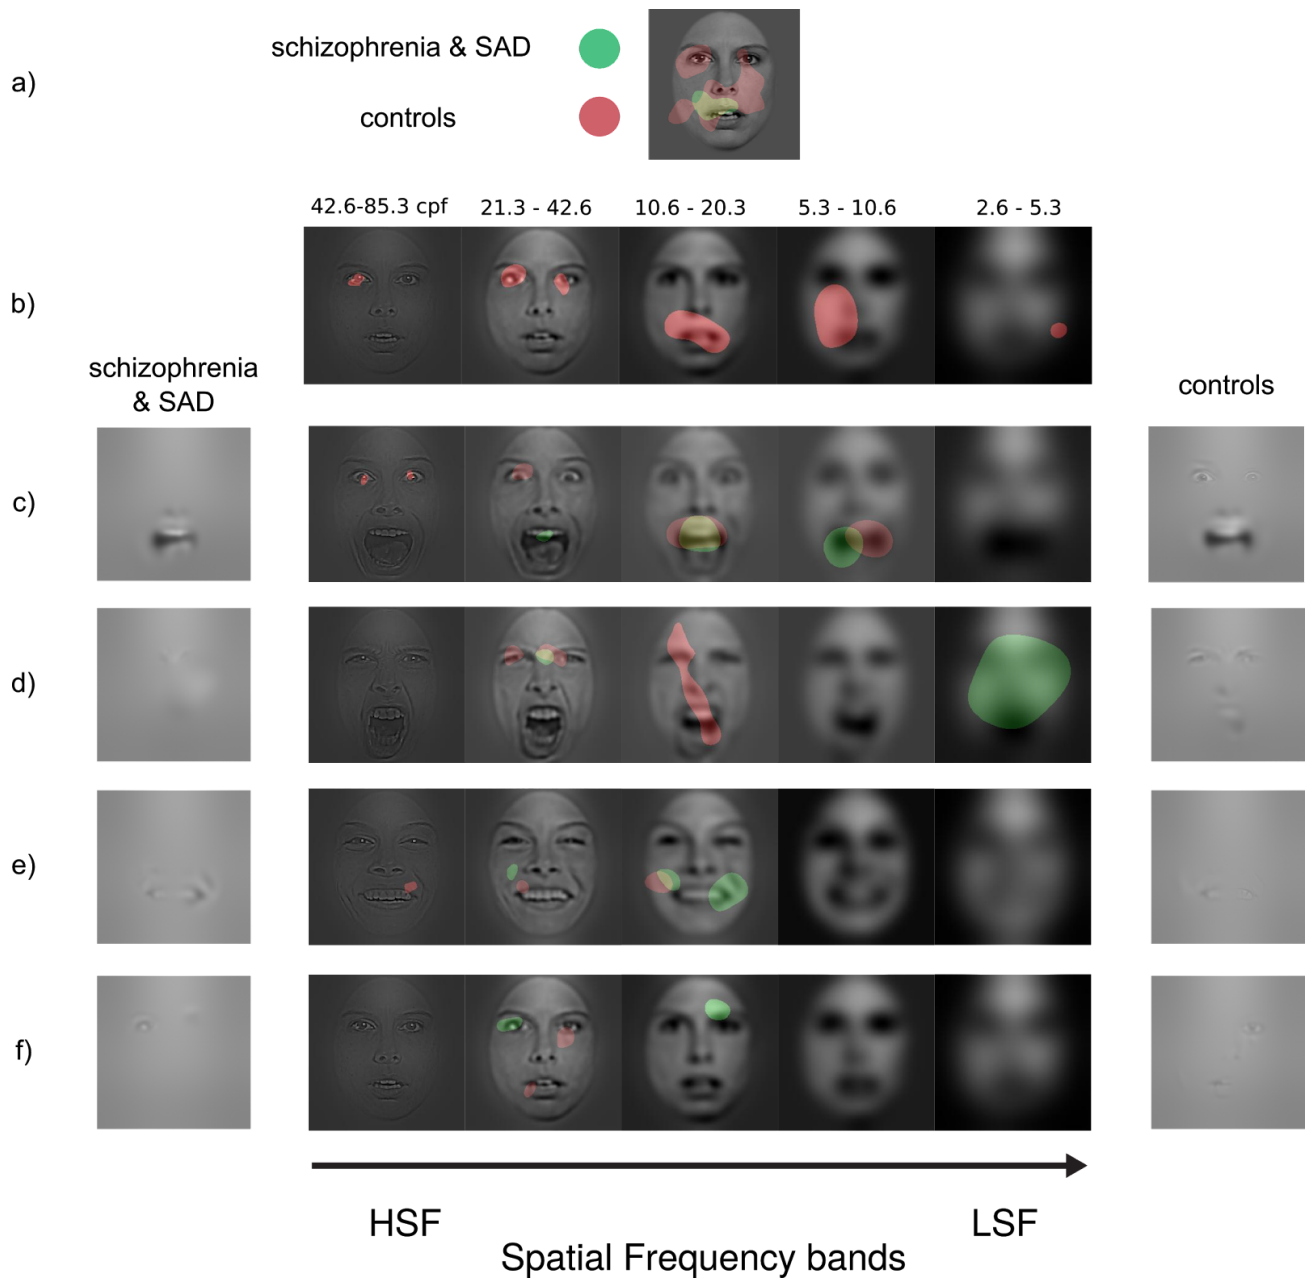 a)
schizophrenia & SAD
controls
42.6-85.3 cpf
21.3 - 42.6
10.6 - 20.3
5.3 - 10.6
2.6 - 5.3
b)
schizophrenia
& SAD
controls
c)
d)
e)
f)
HSF
LSF
Spatial Frequency bands